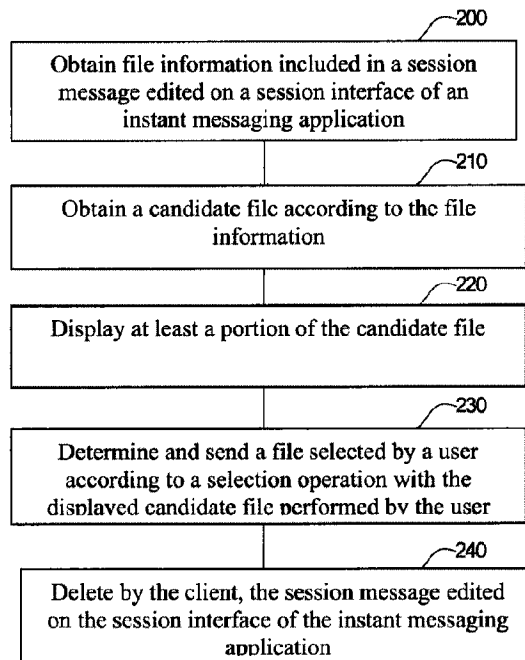 200
Obtain file information included in a session
message edited on a session interface of an
instant messaging application
210
Obtain a candidate file according to the file
information
220
Display at least a portion of the candidate file
230
Determine and send a file selected by a user
according to a selection operation with the
displayed candidate file performed by the user
240
Delete by the client, the session message edited
on the session interface of the instant messaging
application